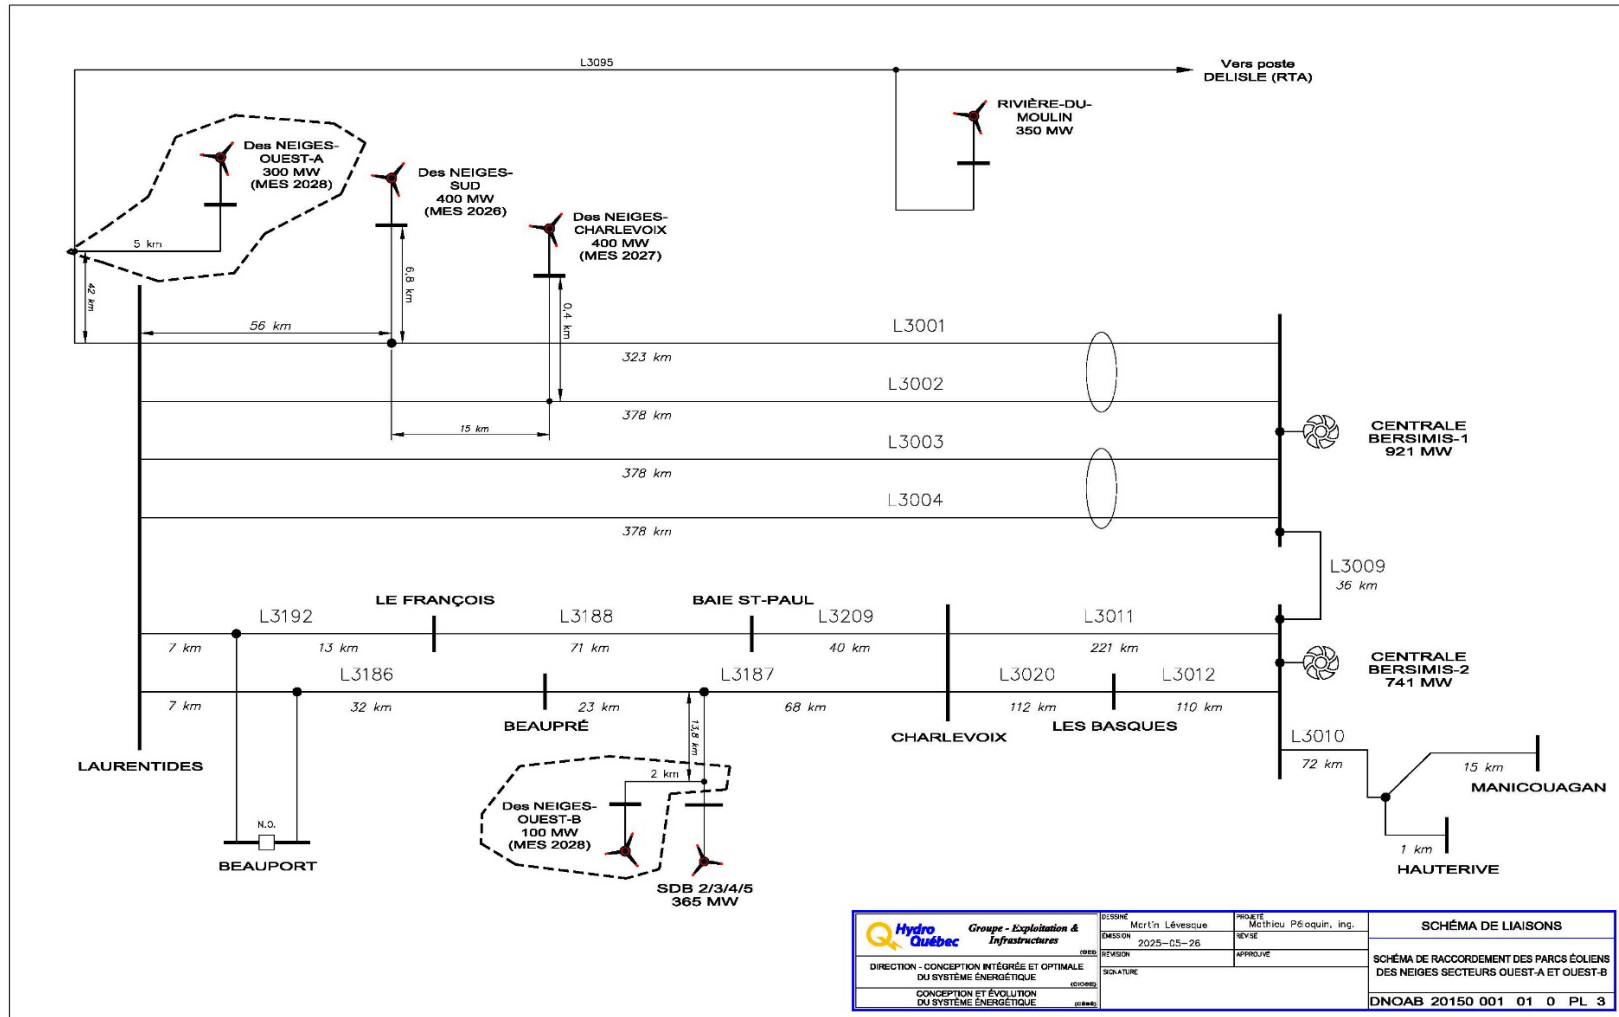 L3095
Vers poste
DELISLE (RTA)
RIVIÈRE-DU-
MOULIN
350 MW
Des NEIGES-
OUEST-A
300 MW
(MES 2028)
Des NEIGES-
SUD
400 MW
(MES 2026)
Des NEIGES-
CHARLEVOIX
400 MW
(MES 2027)
5 km
42 km
6,8 km
0,4 km
56 km
L3001
323 km
L3002
378 km
15 km
L3003
378 km
L3004
378 km
CENTRALE
BERSIMIS-1
921 MW
L3009
36 km
LE FRANÇOIS
BAIE ST-PAUL
L3192
L3188
L3209
L3011
7 km
13 km
71 km
40 km
221 km
L3186
L3187
L3020
L3012
7 km
32 km
23 km
68 km
112 km
110 km
CENTRALE
BERSIMIS-2
741 MW
BEAUPRÉ
CHARLEVOIX
LES BASQUES
LAURENTIDES
13,8 km
2 km
L3010
72 km
15 km
MANICOUAGAN
1 km
HAUTERIVE
Des NEIGES-
OUEST-B
100 MW
(MES 2028)
N.O.
BEAUPORT
SDB 2/3/4/5
365 MW
Hydro
Québec
Groupe - Exploitation &
Infrastructures
(GEI)
DIRECTION - CONCEPTION INTÉGRÉE ET OPTIMALE
DU SYSTÈME ÉNERGÉTIQUE
CONCEPTION ET ÉVOLUTION
DU SYSTÈME ÉNERGÉTIQUE
DESSINÉ
Martin Lévesque
PROJETÉ
Mathieu Péloquin, ing.
ÉMISSION
2025-05-26
RÉVISÉ
RÉVISION
APPROUVÉ
SIGNATURE
SCHÉMA DE LIAISONS
SCHÉMA DE RACCORDEMENT DES PARCS ÉOLIENS
DES NEIGES SECTEURS OUEST-A ET OUEST-B
DNOAB 20150 001 01 0 PL 3